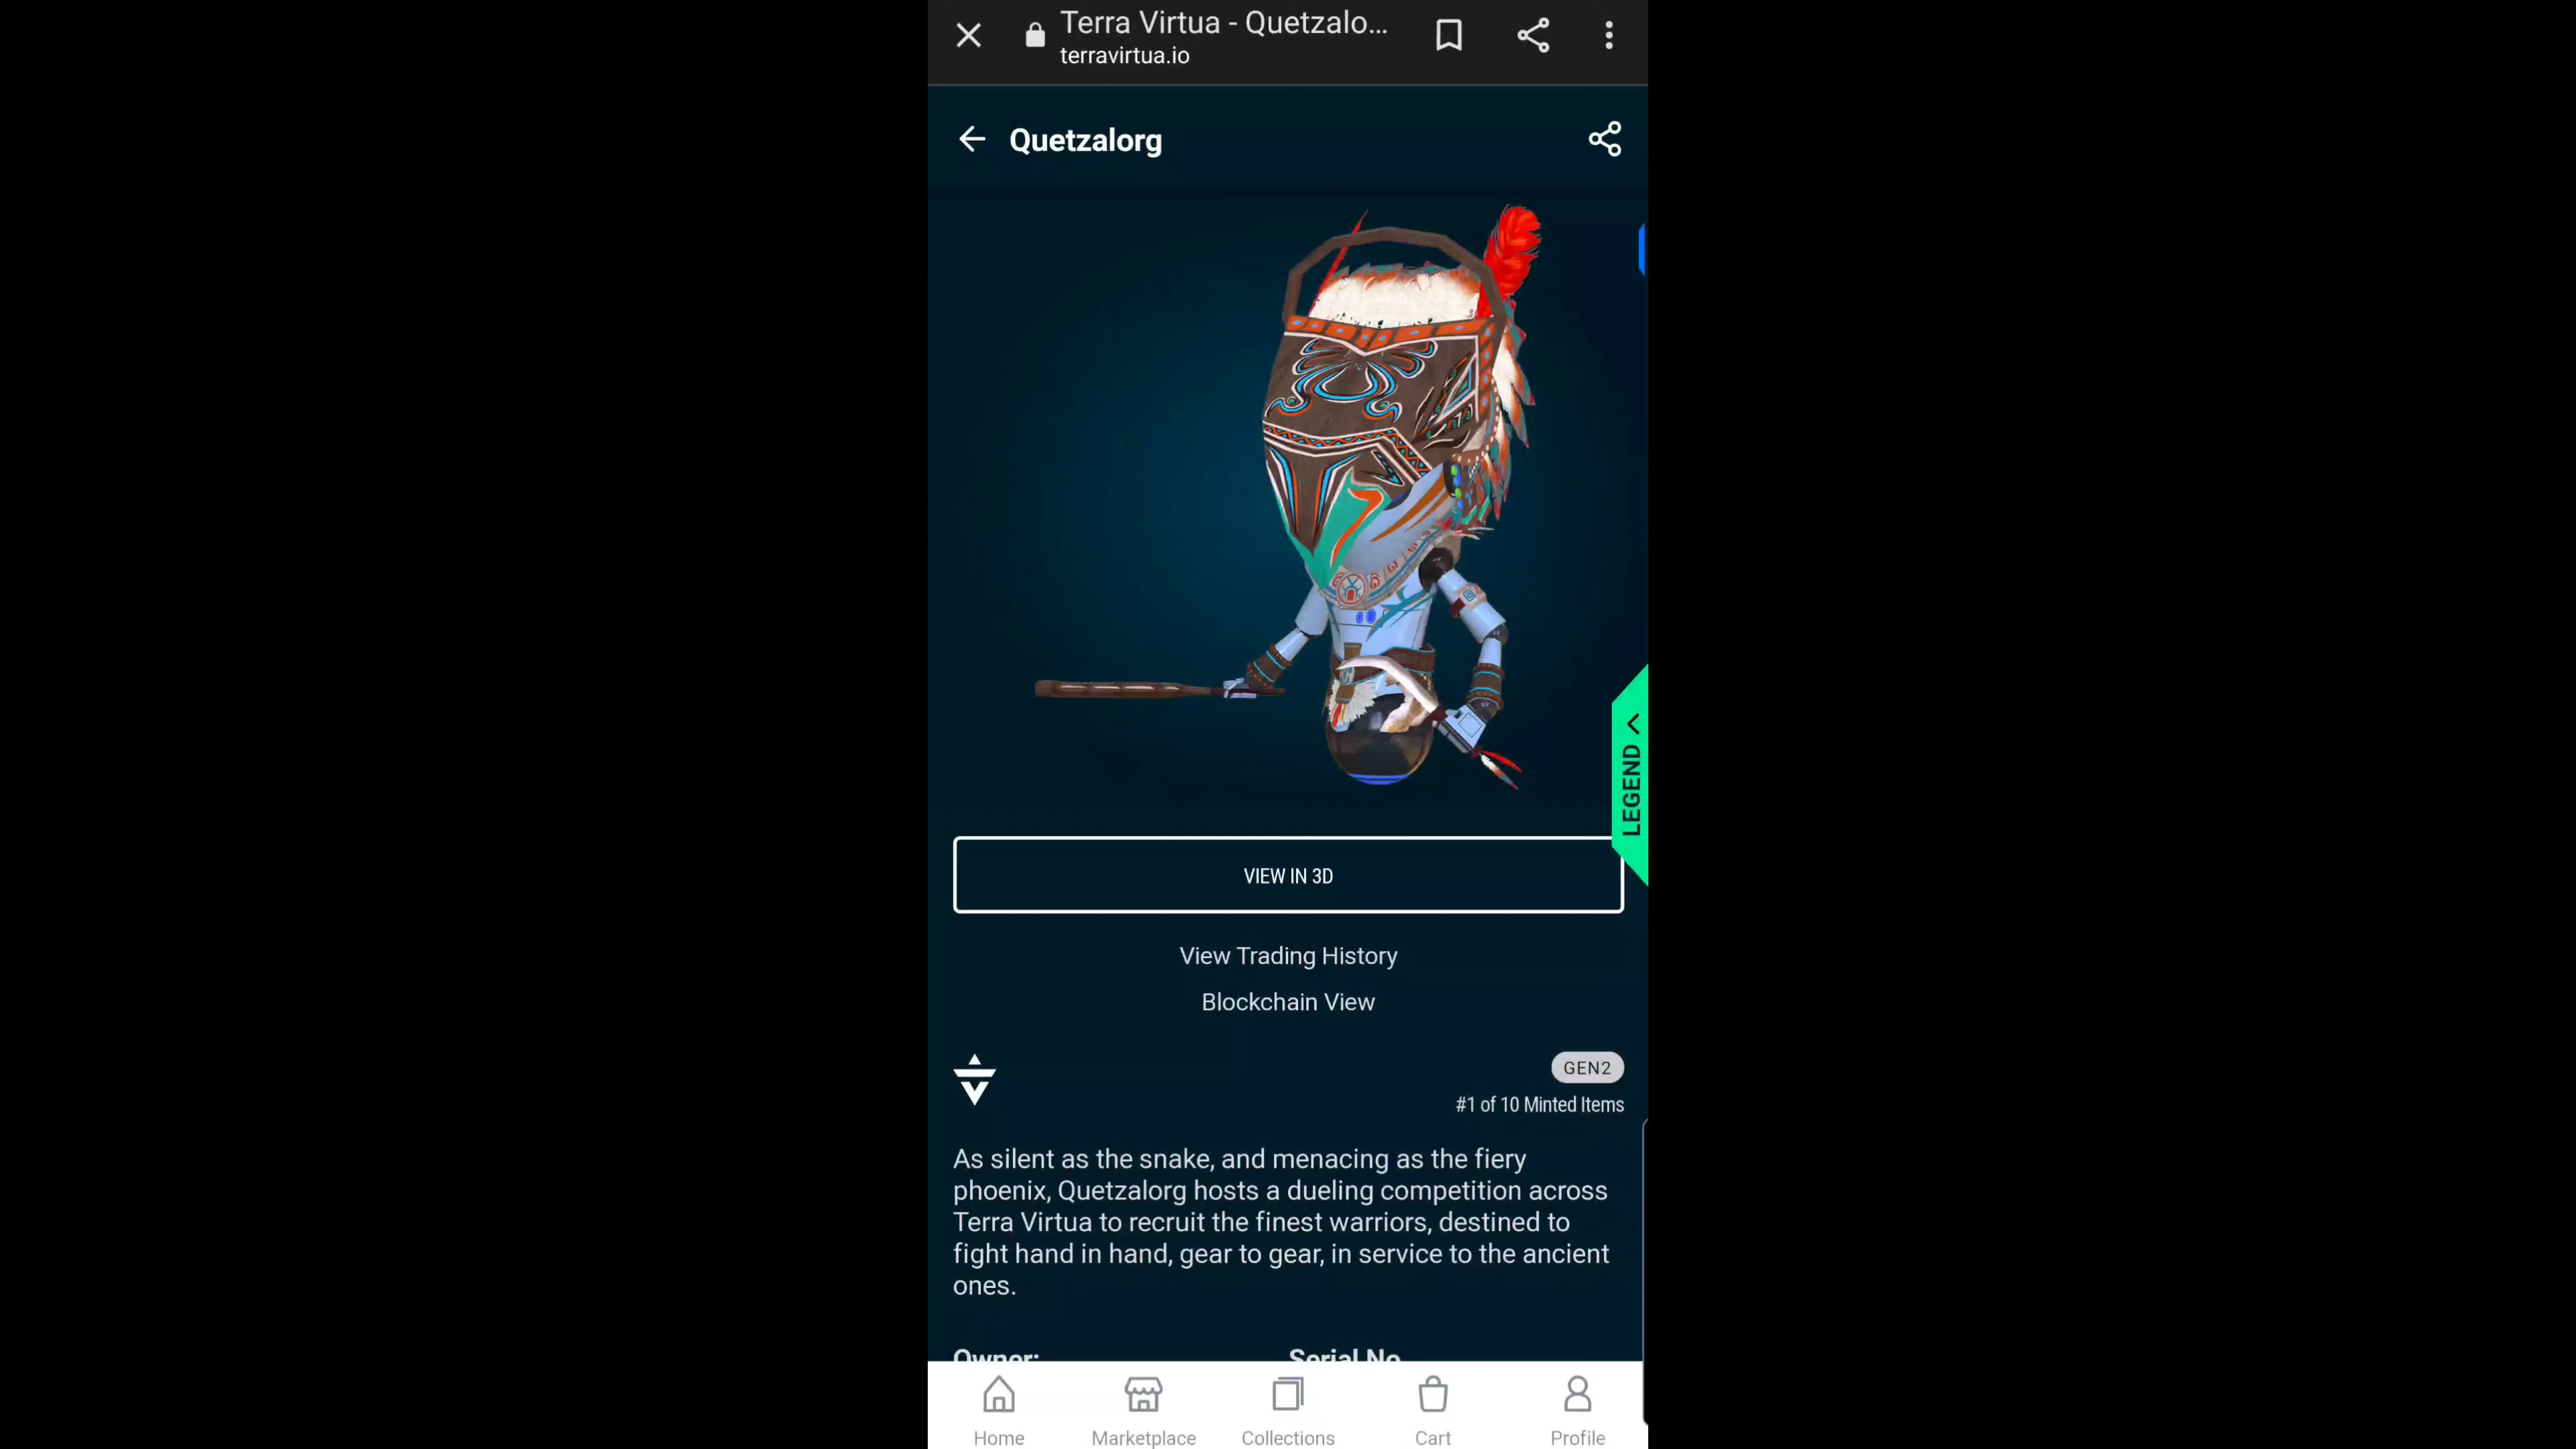 Terra Virtua - Quetzalo...
terravirtua.io
Quetzalorg
LEGEND
VIEW IN 3D
View Trading History
Blockchain View
GEN2
#1 of 10 Minted Items
As silent as the snake, and menacing as the fiery
phoenix, Quetzalorg hosts a dueling competition across
Terra Virtua to recruit the finest warriors, destined to
fight hand in hand, gear to gear, in service to the ancient
ones.
Owner: Serial No
Home Marketplace Collections Cart Profile